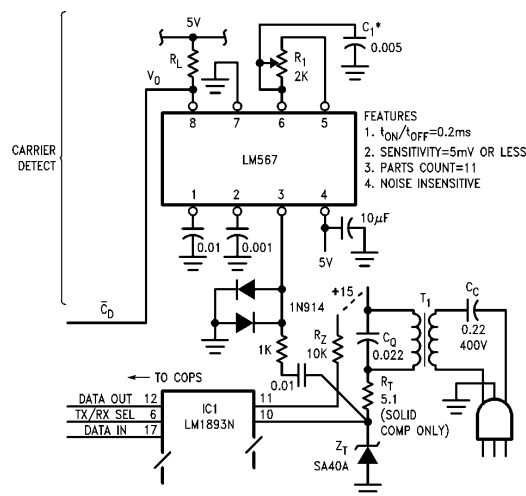 5V
R_L
V_O
C_1*
0.005
R_1
2K
8
7
6
5
CARRIER
DETECT
LM567
FEATURES
1. t_ON/t_OFF=0.2ms
2. SENSITIVITY=5mV OR LESS
3. PARTS COUNT=11
4. NOISE INSENSITIVE
1
2
3
4
10µF
0.01
0.001
5V
+15
T_1
C_C
0.22
400V
C̅_D
1N914
1K
R_Z
10K
C_Q
0.022
0.01
TO COPS
R_T
5.1
(SOLID
COMP ONLY)
DATA OUT 12
TX/RX SEL 6
DATA IN 17
IC1
LM1893N
11
10
Z_T
SA40A